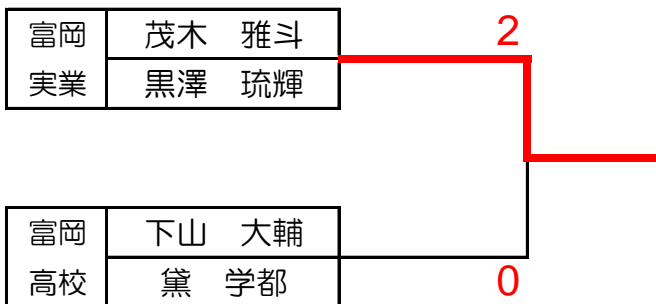 富岡 茂木　雅斗 2
実業 黒澤　琉輝
富岡 下山　大輔
高校 黛　学都 0